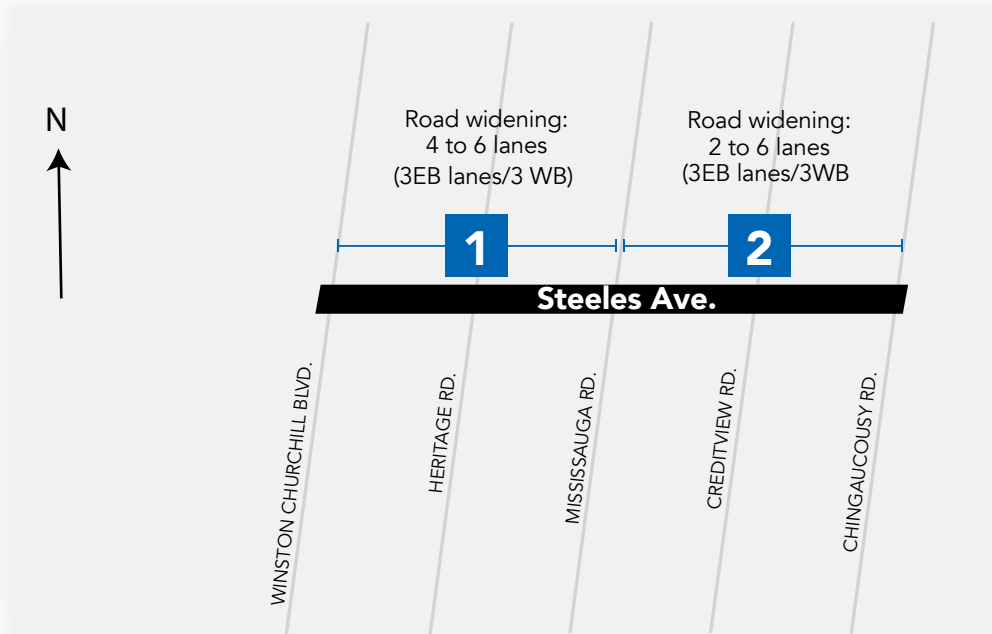 N
Road widening:
4 to 6 lanes
(3EB lanes/3 WB)
Road widening:
2 to 6 lanes
(3EB lanes/3WB
1
2
Steeles Ave.
WINSTON CHURCHILL BLVD.
HERITAGE RD.
MISSISSAUGA RD.
CREDITVIEW RD.
CHINGAUCOUSY RD.